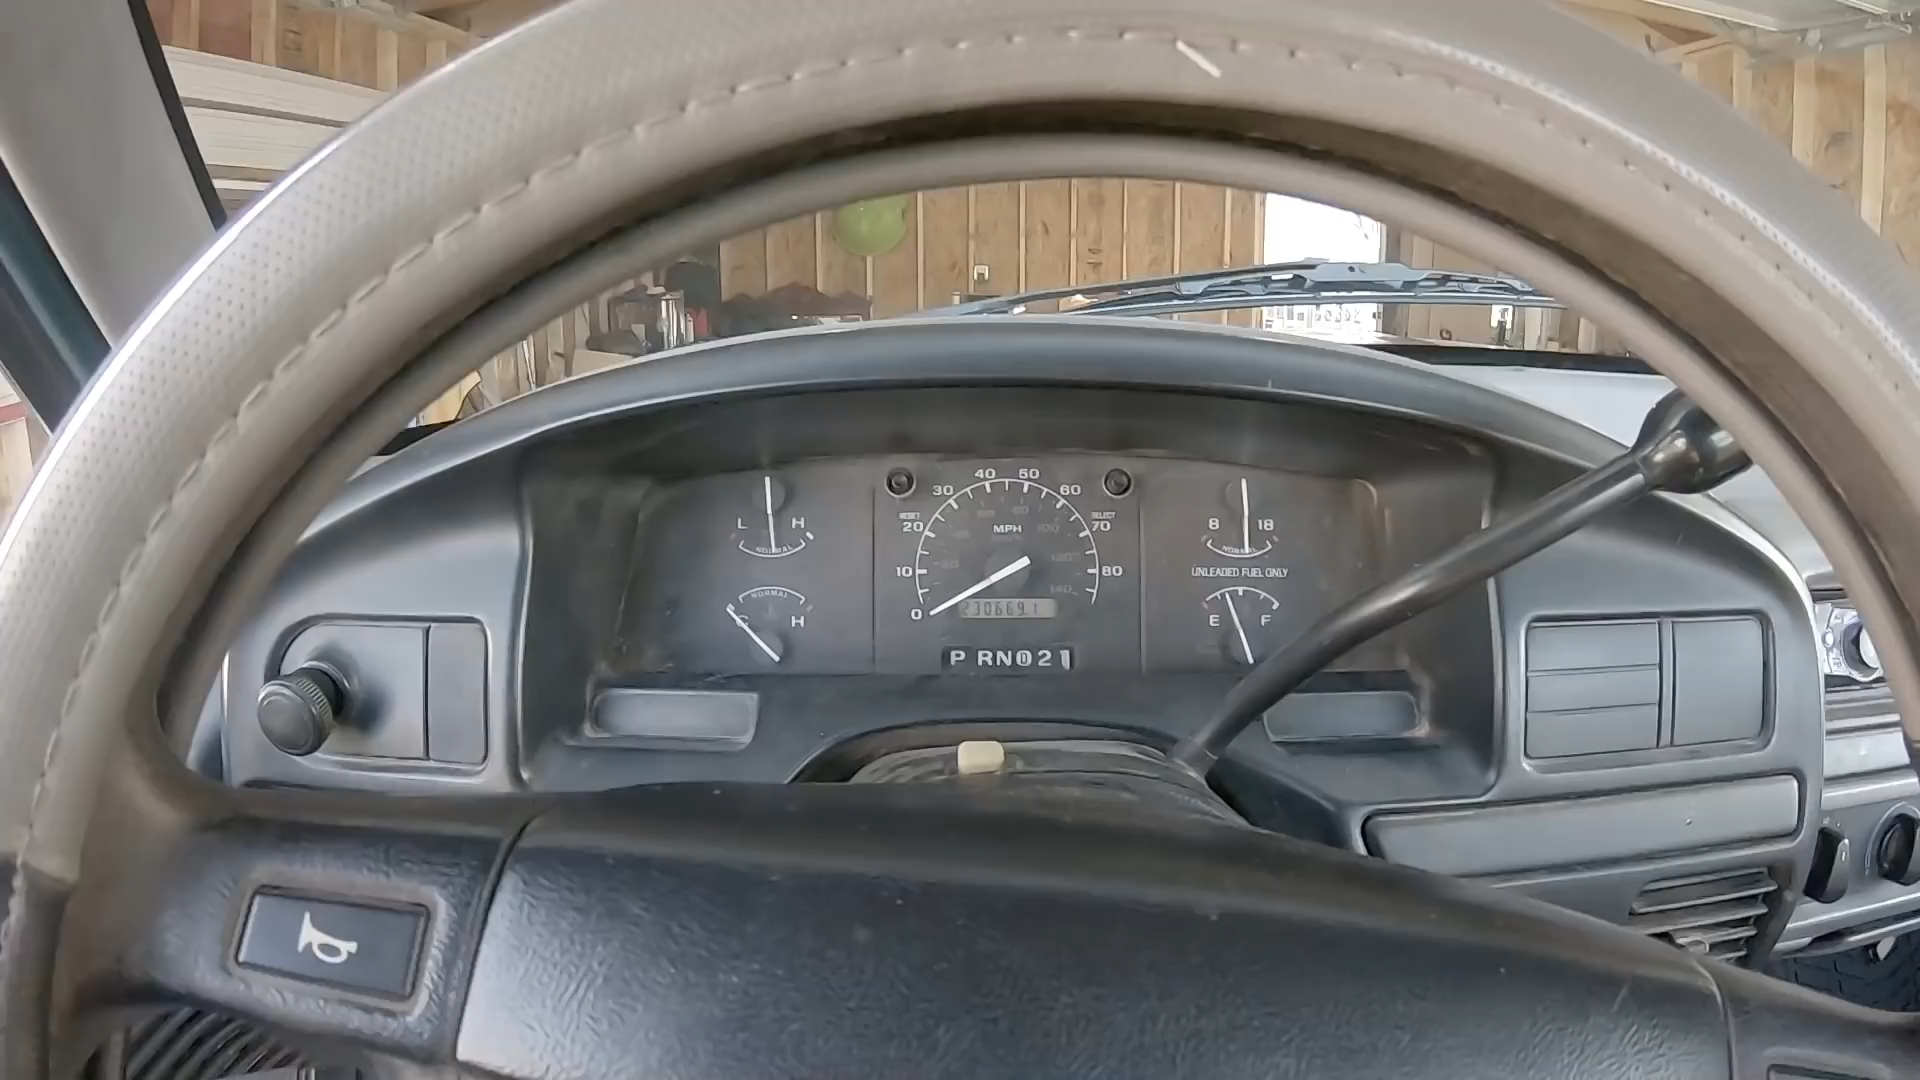 40 50
30 60
RESET SELECT
20 70
MPH
L H
NORMAL
8 18
NORMAL
10 80
UNLEADED FUEL ONLY
NORMAL
C H
0
230669.1
E F
P RN D 2 1